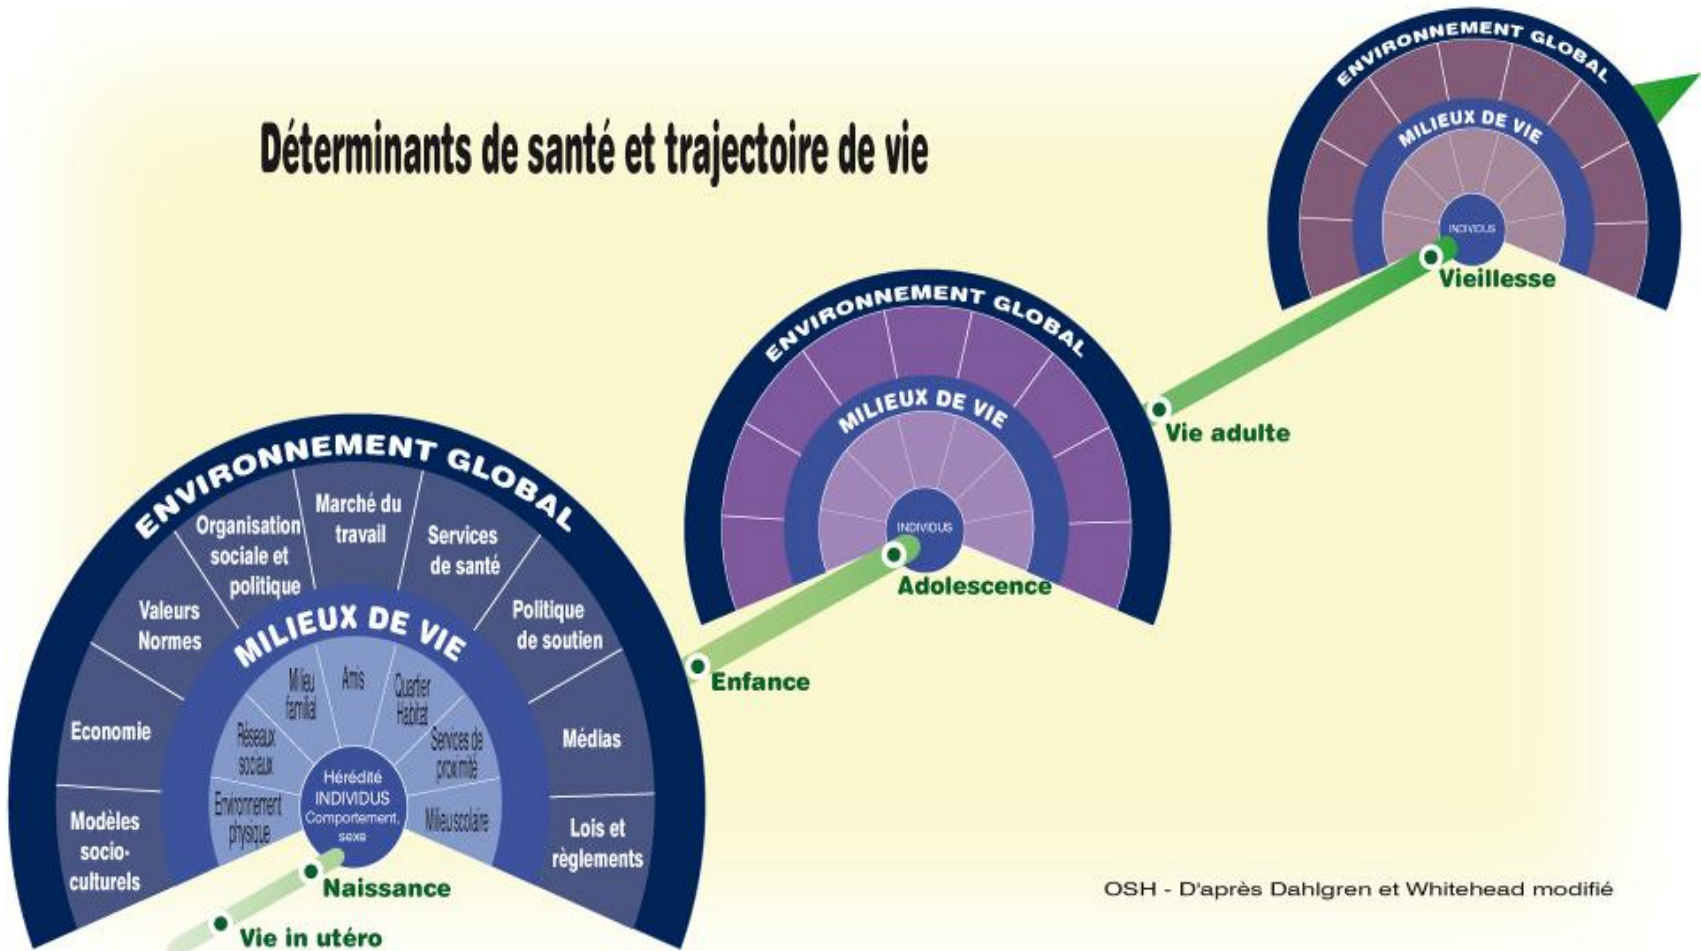 Déterminants de santé et trajectoire de vie
ENVIRONNEMENT GLOBAL
Modèles
socio-
culturels
Economie
Valeurs
Normes
Organisation
sociale et
politique
Marché du
travail
Services
de santé
Politique
de soutien
Médias
Lois et
règlements
MILIEUX DE VIE
Environnement
physique
Réseaux
sociaux
Milieu
familial
Amis
Quartier
Habitat
Services de
proximité
Milieu scolaire
Hérédité
INDIVIDUS
Comportement,
sexe
Vie in utéro
Naissance
Enfance
ENVIRONNEMENT GLOBAL
MILIEUX DE VIE
INDIVIDUS
Adolescence
Vie adulte
ENVIRONNEMENT GLOBAL
MILIEUX DE VIE
INDIVIDUS
Vieillesse
OSH - D'après Dahlgren et Whitehead modifié